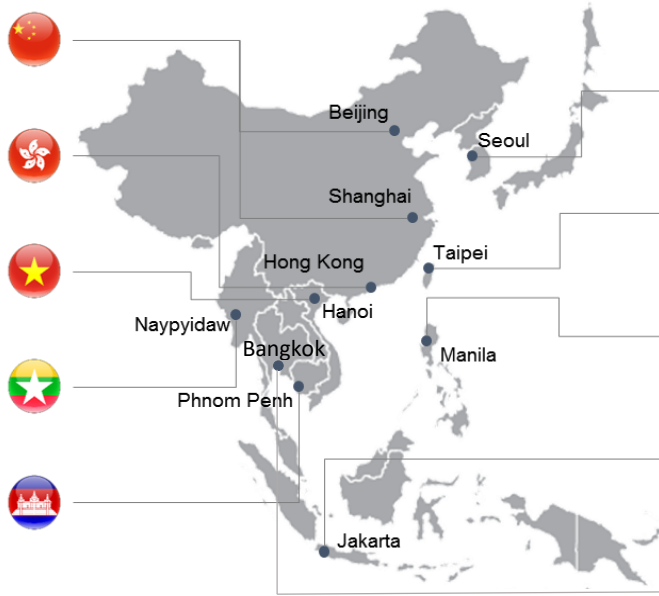 Beijing
Seoul
Shanghai
Hong Kong
Taipei
Hanoi
Naypyidaw
Bangkok
Manila
Phnom Penh
Jakarta